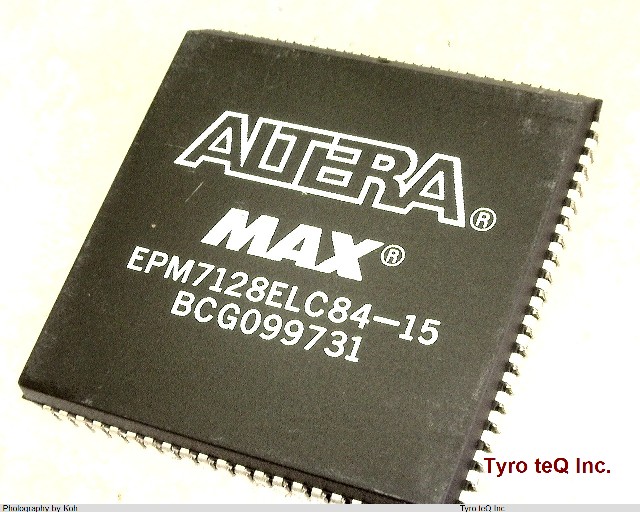 ALTERA®
MAX®
EPM7128ELC84-15
BCG099731
Tyro teQ Inc.
Photography by Koh
Tyro teQ Inc